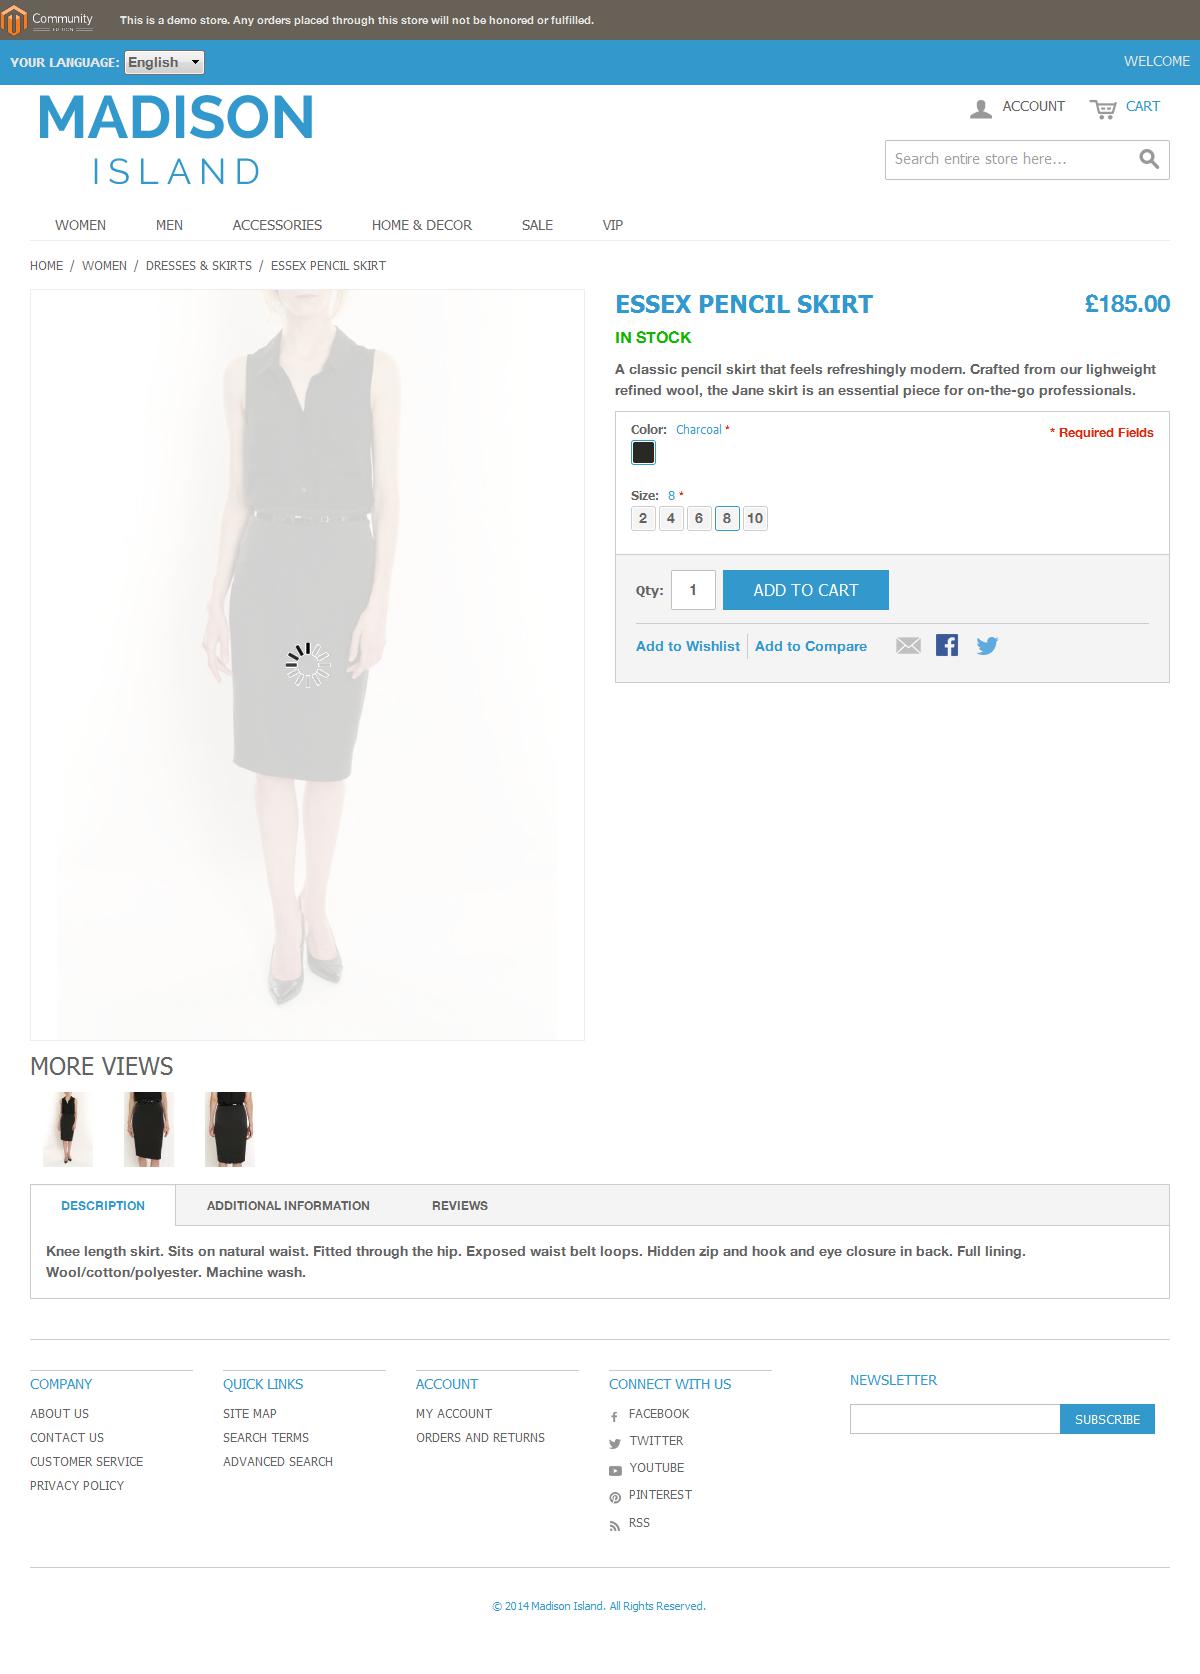 Community
This is a demo store. Any orders placed through this store will not be honored or fulfilled.
YOUR LANGUAGE: English
WELCOME
MADISON
ISLAND
ACCOUNT
CART
Search entire store here...
WOMEN MEN ACCESSORIES HOME & DECOR SALE VIP
HOME / WOMEN / DRESSES & SKIRTS / ESSEX PENCIL SKIRT
ESSEX PENCIL SKIRT
£185.00
IN STOCK
A classic pencil skirt that feels refreshingly modern. Crafted from our lighweight
refined wool, the Jane skirt is an essential piece for on-the-go professionals.
Color: Charcoal *
* Required Fields
Size: 8 *
2 4 6 8 10
Qty: 1 ADD TO CART
Add to Wishlist Add to Compare
MORE VIEWS
DESCRIPTION ADDITIONAL INFORMATION REVIEWS
Knee length skirt. Sits on natural waist. Fitted through the hip. Exposed waist belt loops. Hidden zip and hook and eye closure in back. Full lining.
Wool/cotton/polyester. Machine wash.
COMPANY
ABOUT US
CONTACT US
CUSTOMER SERVICE
PRIVACY POLICY
QUICK LINKS
SITE MAP
SEARCH TERMS
ADVANCED SEARCH
ACCOUNT
MY ACCOUNT
ORDERS AND RETURNS
CONNECT WITH US
FACEBOOK
TWITTER
YOUTUBE
PINTEREST
RSS
NEWSLETTER
SUBSCRIBE
© 2014 Madison Island. All Rights Reserved.